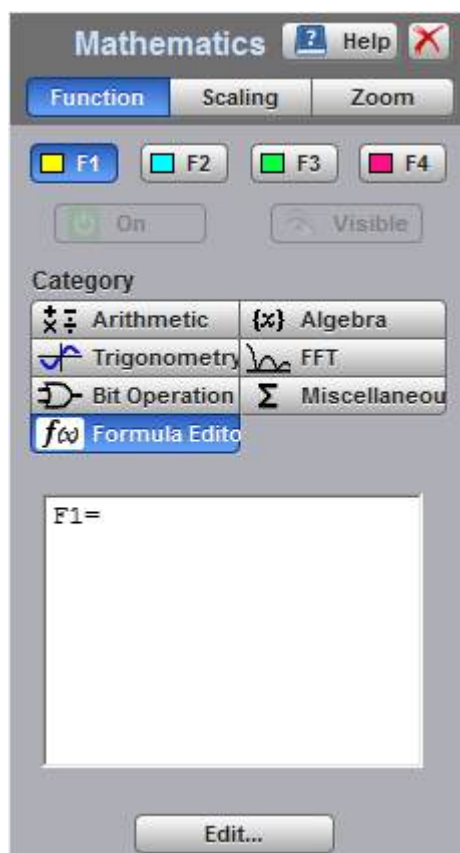 Mathematics ? Help
Function Scaling Zoom
F1 F2 F3 F4
On Visible
Category
Arithmetic {x} Algebra
Trigonometry FFT
Bit Operation Σ Miscellaneou
f(x) Formula Edito
F1=
Edit...